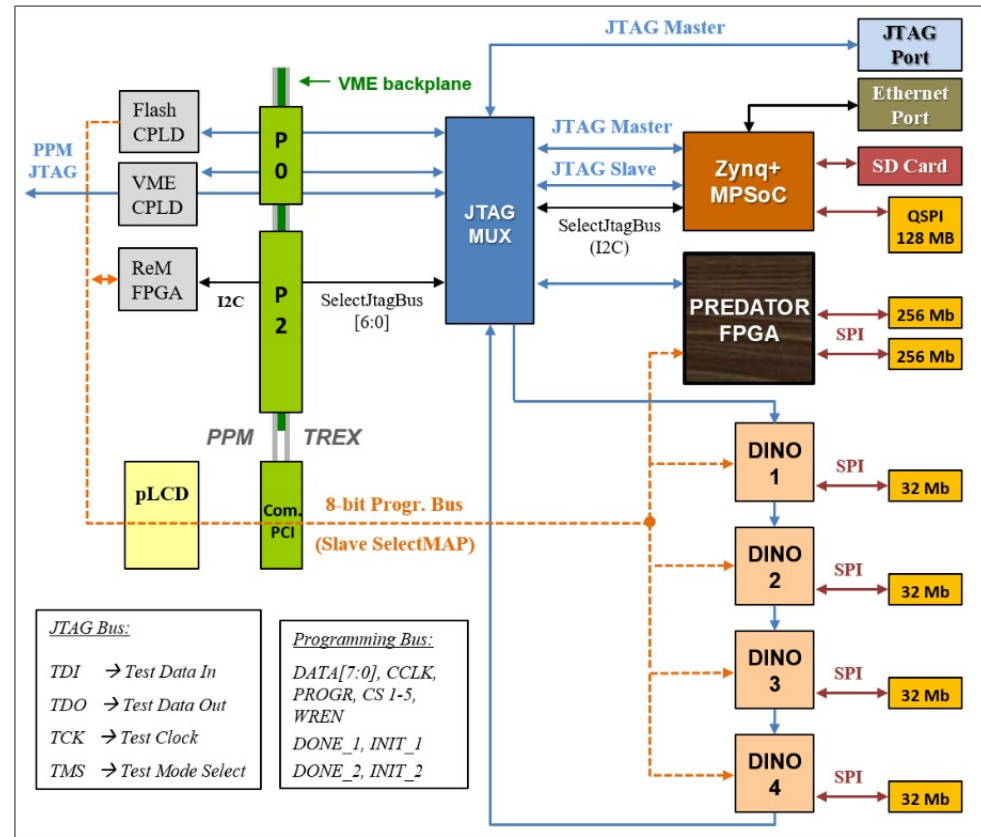 JTAG Master
JTAG
Port
VME backplane
Ethernet
Port
Flash
CPLD
P
0
JTAG Master
PPM
JTAG
VME
CPLD
JTAG
MUX
JTAG Slave
Zynq+
MPSoC
SD Card
SelectJtagBus
(I2C)
QSPI
128 MB
ReM
FPGA
I2C
P
2
SelectJtagBus
[6:0]
PREDATOR
FPGA
256 Mb
SPI
256 Mb
PPM
TREX
DINO
1
SPI
32 Mb
pLCD
Com.
PCI
8-bit Progr. Bus
(Slave SelectMAP)
DINO
2
SPI
32 Mb
JTAG Bus:
TDI → Test Data In
TDO → Test Data Out
TCK → Test Clock
TMS → Test Mode Select
Programming Bus:
DATA[7:0], CCLK,
PROGR, CS 1-5,
WREN
DONE_1, INIT_1
DONE_2, INIT_2
DINO
3
SPI
32 Mb
DINO
4
SPI
32 Mb